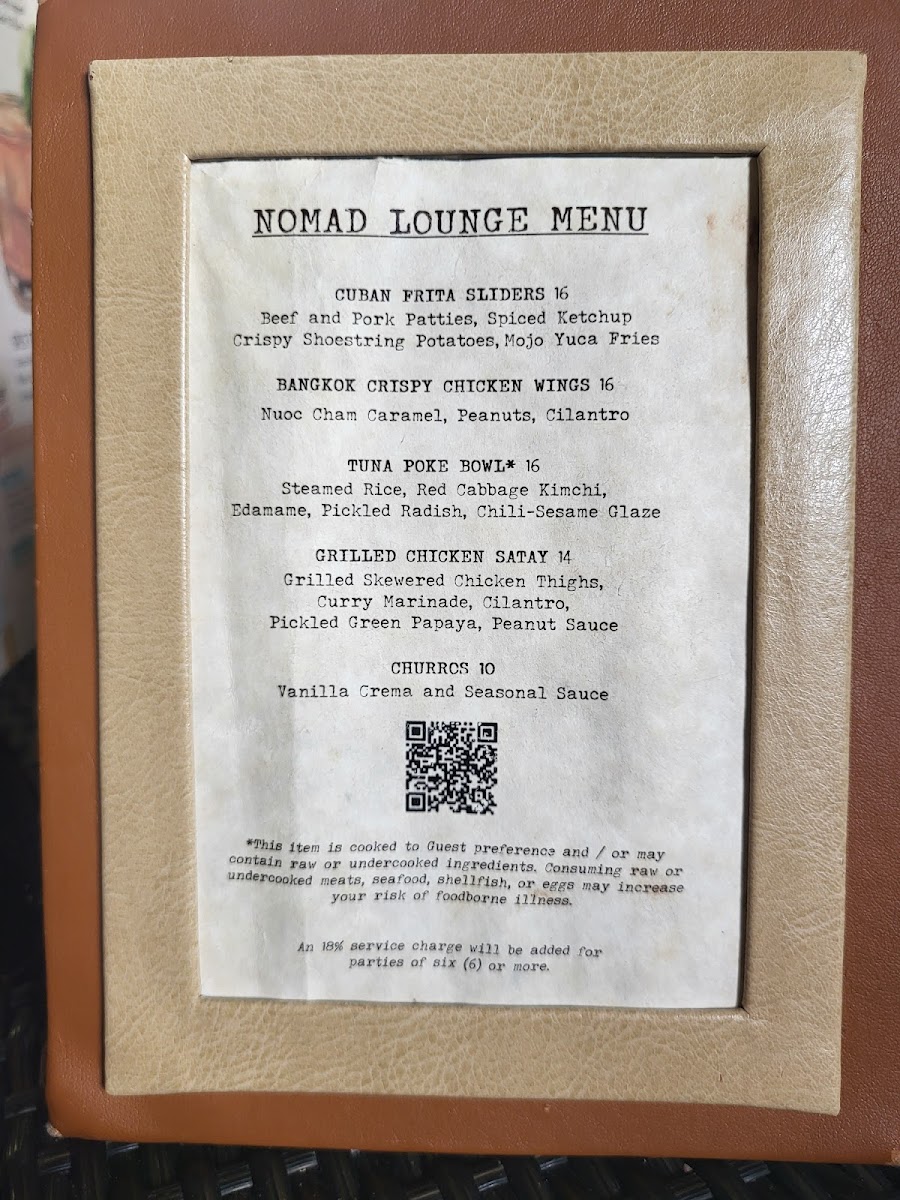 NOMAD LOUNGE MENU
CUBAN FRITA SLIDERS 16
Beef and Pork Patties, Spiced Ketchup
Crispy Shoestring Potatoes, Mojo Yuca Fries
BANGKOK CRISPY CHICKEN WINGS 16
Nuoc Cham Caramel, Peanuts, Cilantro
TUNA POKE BOWL* 16
Steamed Rice, Red Cabbage Kimchi,
Edamame, Pickled Radish, Chili-Sesame Glaze
GRILLED CHICKEN SATAY 14
Grilled Skewered Chicken Thighs,
Curry Marinade, Cilantro,
Pickled Green Papaya, Peanut Sauce
CHURROS 10
Vanilla Crema and Seasonal Sauce
*This item is cooked to Guest preference and / or may
contain raw or undercooked ingredients. Consuming raw or
undercooked meats, seafood, shellfish, or eggs may increase
your risk of foodborne illness.
An 18% service charge will be added for
parties of six (6) or more.